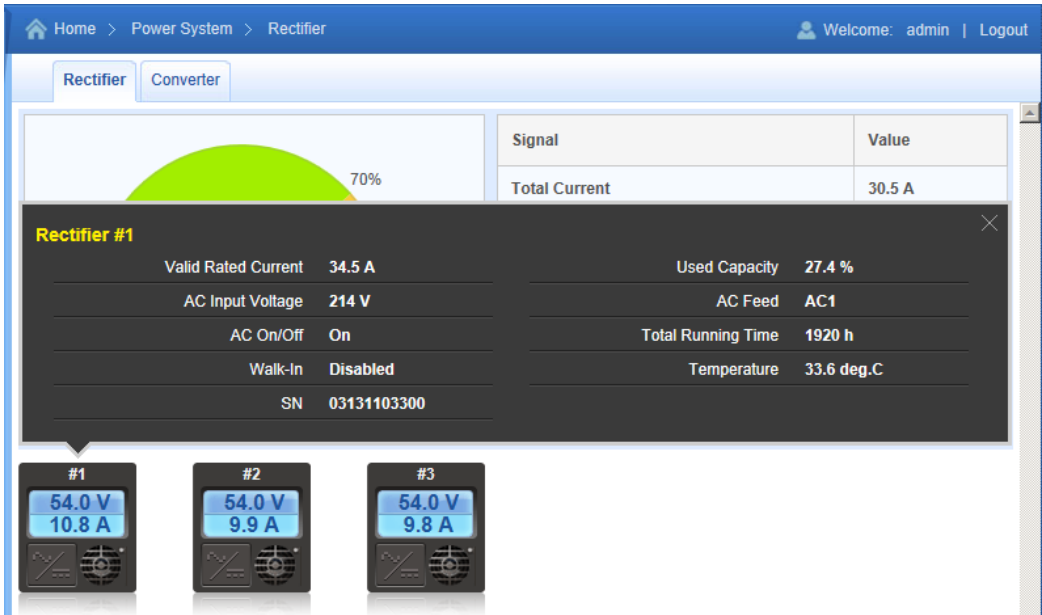 Home > Power System > Rectifier
Welcome: admin | Logout
Rectifier Converter
70%
Signal Value
Total Current 30.5 A
Rectifier #1
Valid Rated Current 34.5 A Used Capacity 27.4 %
AC Input Voltage 214 V AC Feed AC1
AC On/Off On Total Running Time 1920 h
Walk-In Disabled Temperature 33.6 deg.C
SN 03131103300
#1 #2 #3
54.0 V 54.0 V 54.0 V
10.8 A 9.9 A 9.8 A